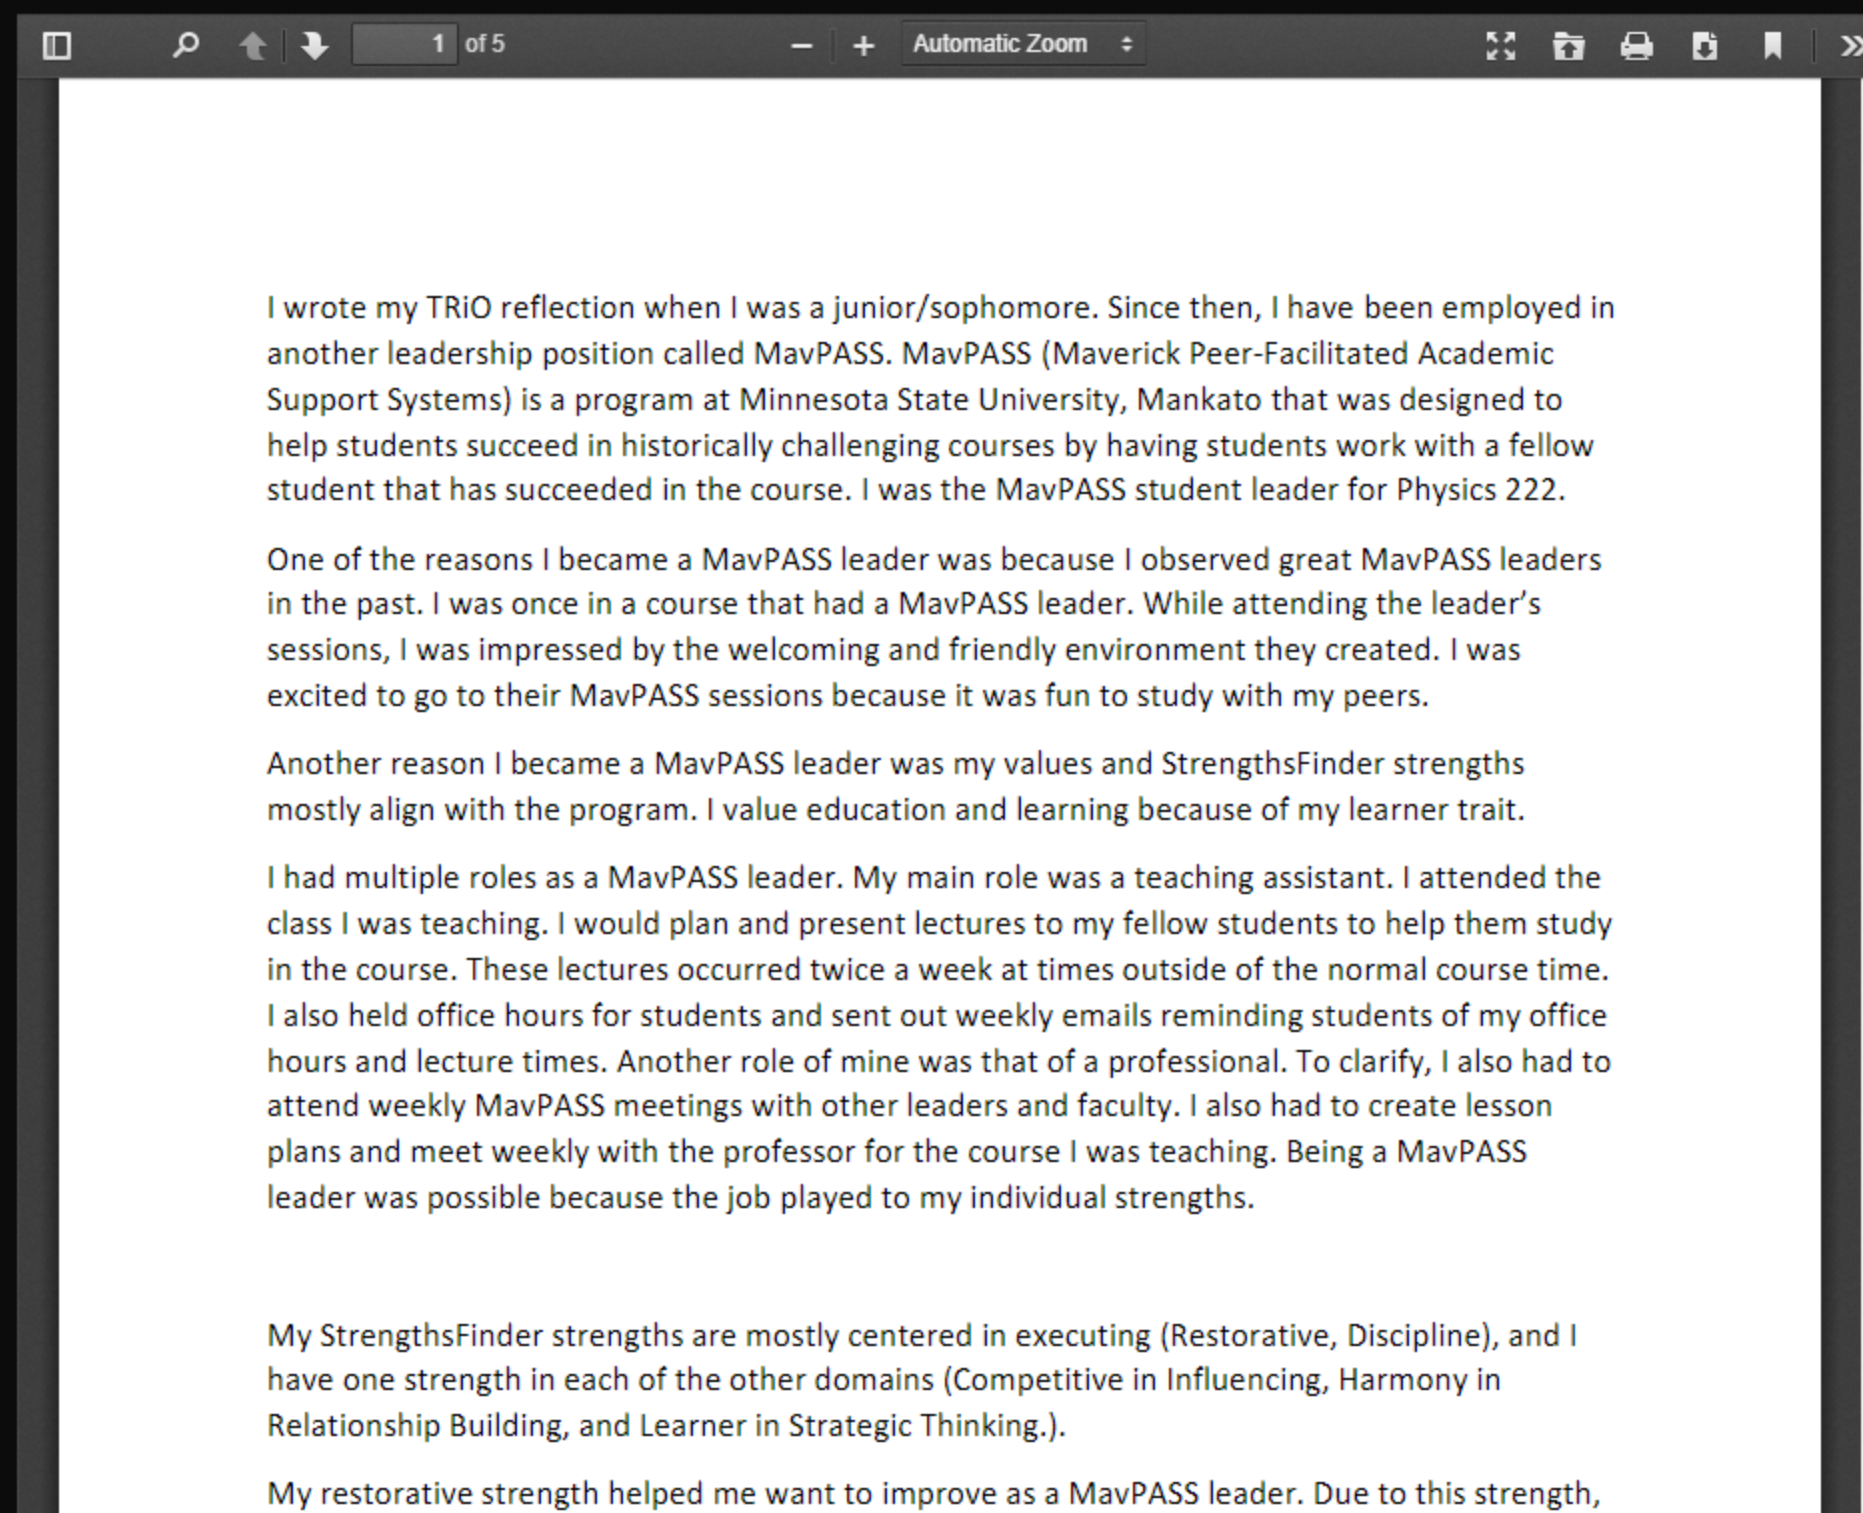 1 of 5
Automatic Zoom
I wrote my TRiO reflection when I was a junior/sophomore. Since then, I have been employed in
another leadership position called MavPASS. MavPASS (Maverick Peer-Facilitated Academic
Support Systems) is a program at Minnesota State University, Mankato that was designed to
help students succeed in historically challenging courses by having students work with a fellow
student that has succeeded in the course. I was the MavPASS student leader for Physics 222.
One of the reasons I became a MavPASS leader was because I observed great MavPASS leaders
in the past. I was once in a course that had a MavPASS leader. While attending the leader’s
sessions, I was impressed by the welcoming and friendly environment they created. I was
excited to go to their MavPASS sessions because it was fun to study with my peers.
Another reason I became a MavPASS leader was my values and StrengthsFinder strengths
mostly align with the program. I value education and learning because of my learner trait.
I had multiple roles as a MavPASS leader. My main role was a teaching assistant. I attended the
class I was teaching. I would plan and present lectures to my fellow students to help them study
in the course. These lectures occurred twice a week at times outside of the normal course time.
I also held office hours for students and sent out weekly emails reminding students of my office
hours and lecture times. Another role of mine was that of a professional. To clarify, I also had to
attend weekly MavPASS meetings with other leaders and faculty. I also had to create lesson
plans and meet weekly with the professor for the course I was teaching. Being a MavPASS
leader was possible because the job played to my individual strengths.
My StrengthsFinder strengths are mostly centered in executing (Restorative, Discipline), and I
have one strength in each of the other domains (Competitive in Influencing, Harmony in
Relationship Building, and Learner in Strategic Thinking.).
My restorative strength helped me want to improve as a MavPASS leader. Due to this strength,